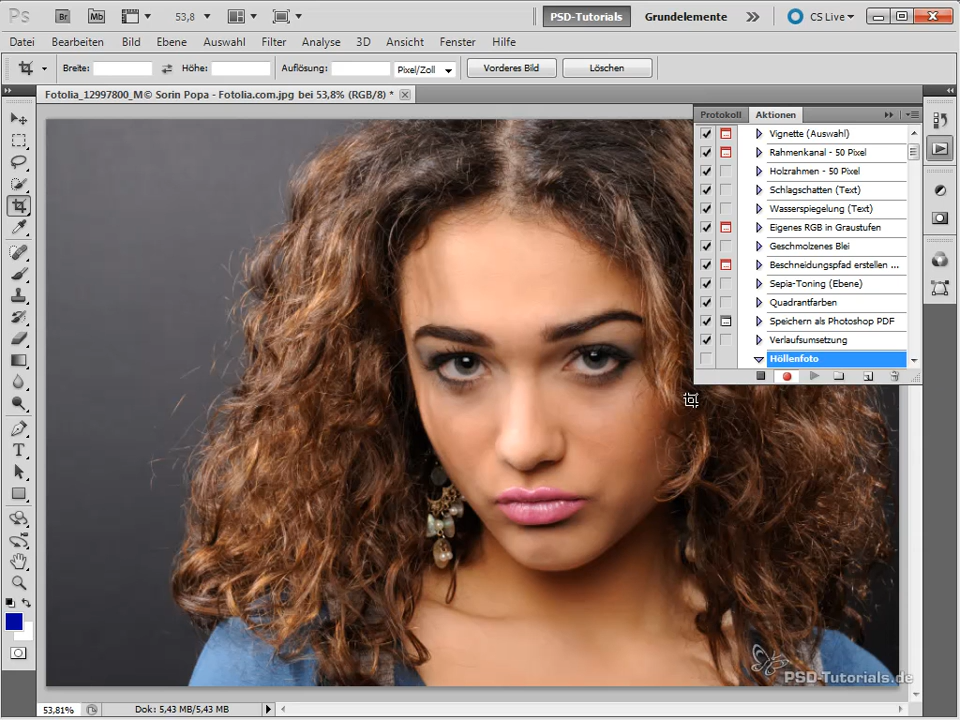 Ps Br Mb 53,8 PSD-Tutorials Grundelemente CS Live
Datei Bearbeiten Bild Ebene Auswahl Filter Analyse 3D Ansicht Fenster Hilfe
Breite: Höhe: Auflösung: Pixel/Zoll Vorderes Bild Löschen
Fotolia_12997800_M© Sorin Popa - Fotolia.com.jpg bei 53,8% (RGB/8) *
Protokoll Aktionen
Vignette (Auswahl)
Rahmenkanal - 50 Pixel
Holzrahmen - 50 Pixel
Schlagschatten (Text)
Wasserspiegelung (Text)
Eigenes RGB in Graustufen
Geschmolzenes Blei
Beschneidungspfad erstellen ...
Sepia-Toning (Ebene)
Quadrantfarben
Speichern als Photoshop PDF
Verlaufsumsetzung
Höllenfoto
T
PSD-Tutorials.de
53,81% Dok: 5,43 MB/5,43 MB